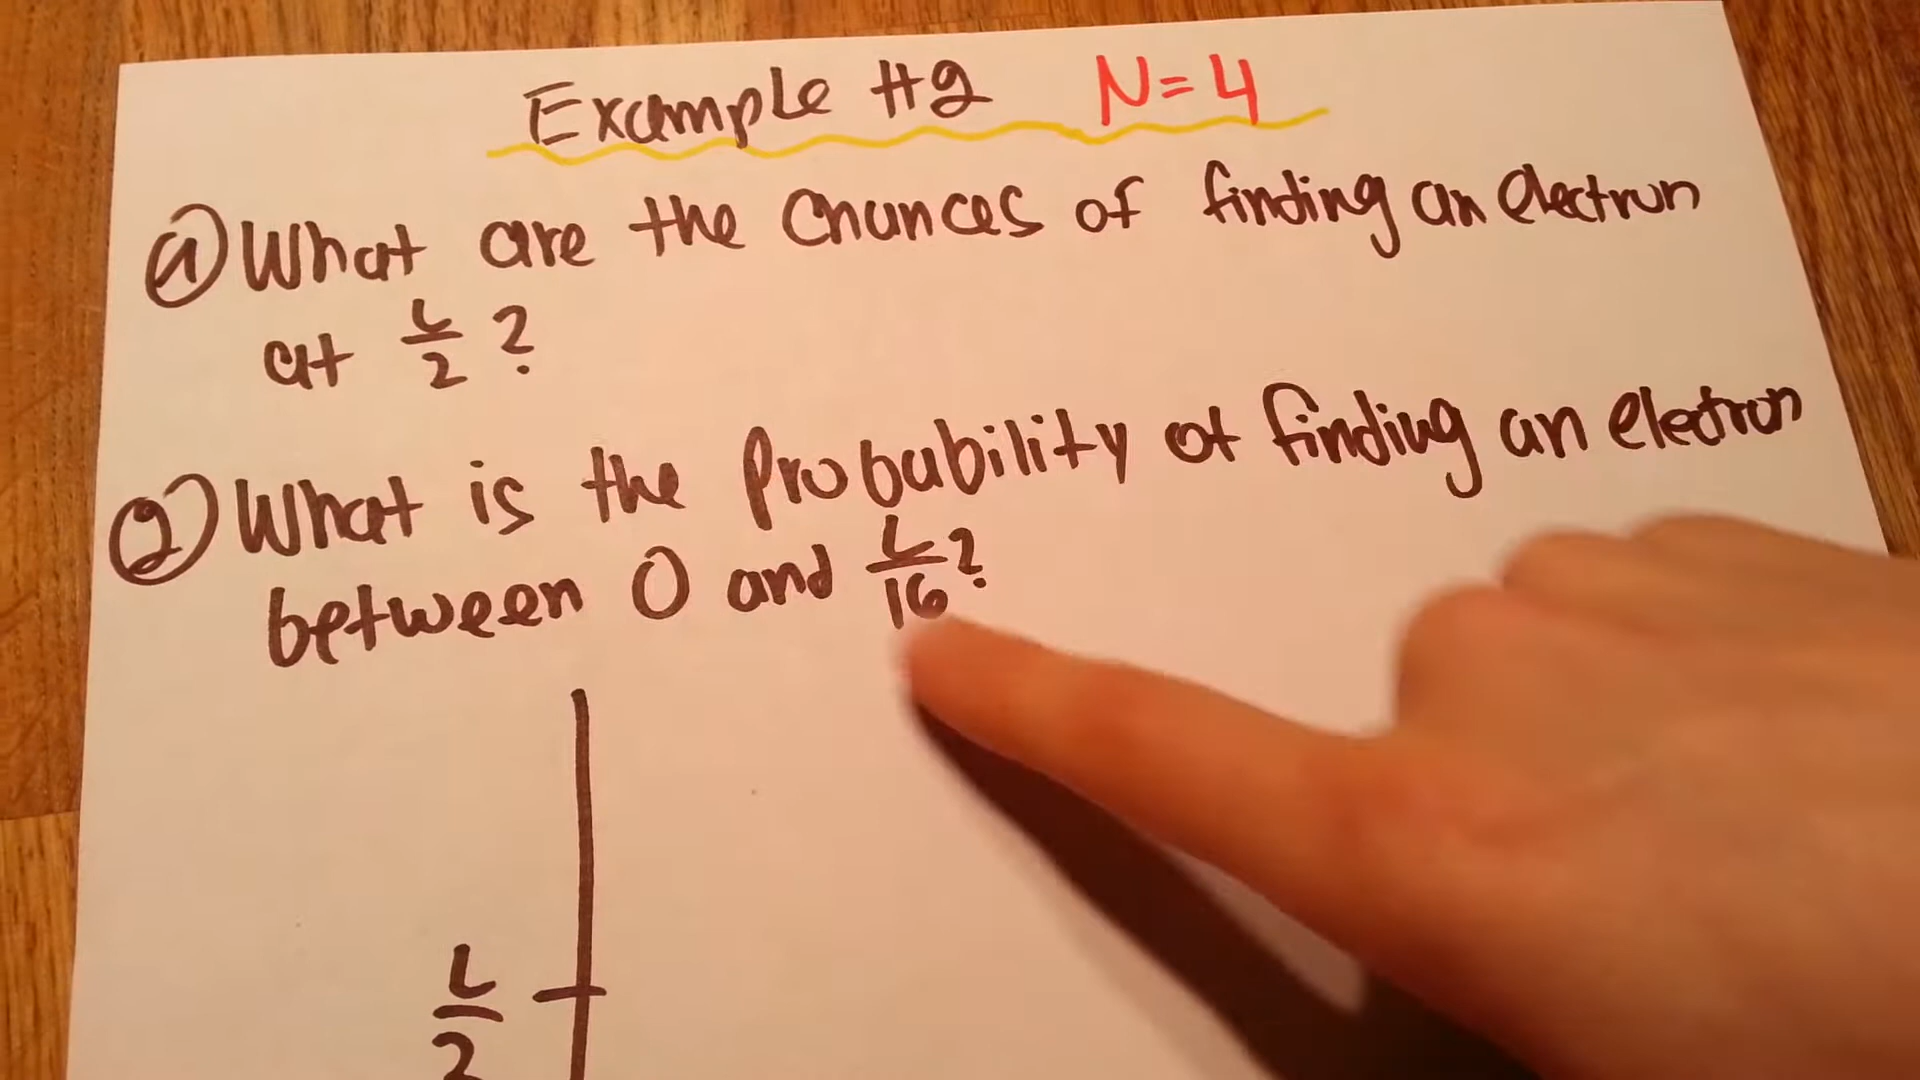 Example #2 N=4
① What are the Chances of finding an electron
at L/2 ?
② What is the Probability of finding an electron
between 0 and L/16?
L/2